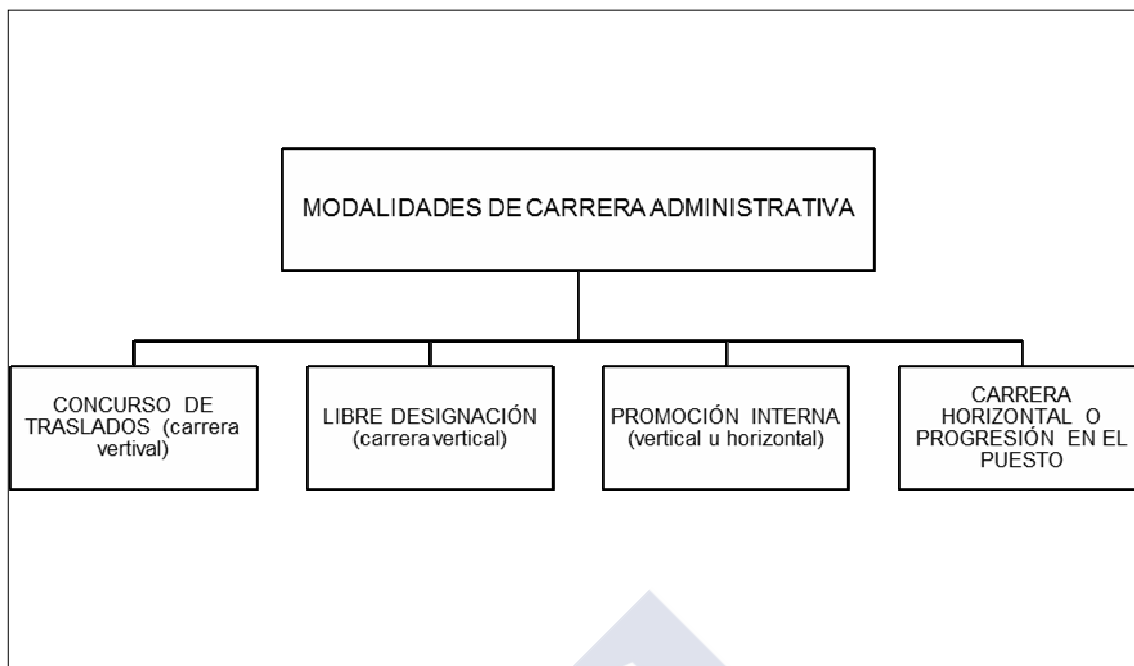 MODALIDADES DE CARRERA ADMINISTRATIVA
CONCURSO DE
TRASLADOS (carrera
vertival)
LIBRE DESIGNACIÓN
(carrera vertical)
PROMOCIÓN INTERNA
(vertical u horizontal)
CARRERA
HORIZONTAL O
PROGRESIÓN EN EL
PUESTO